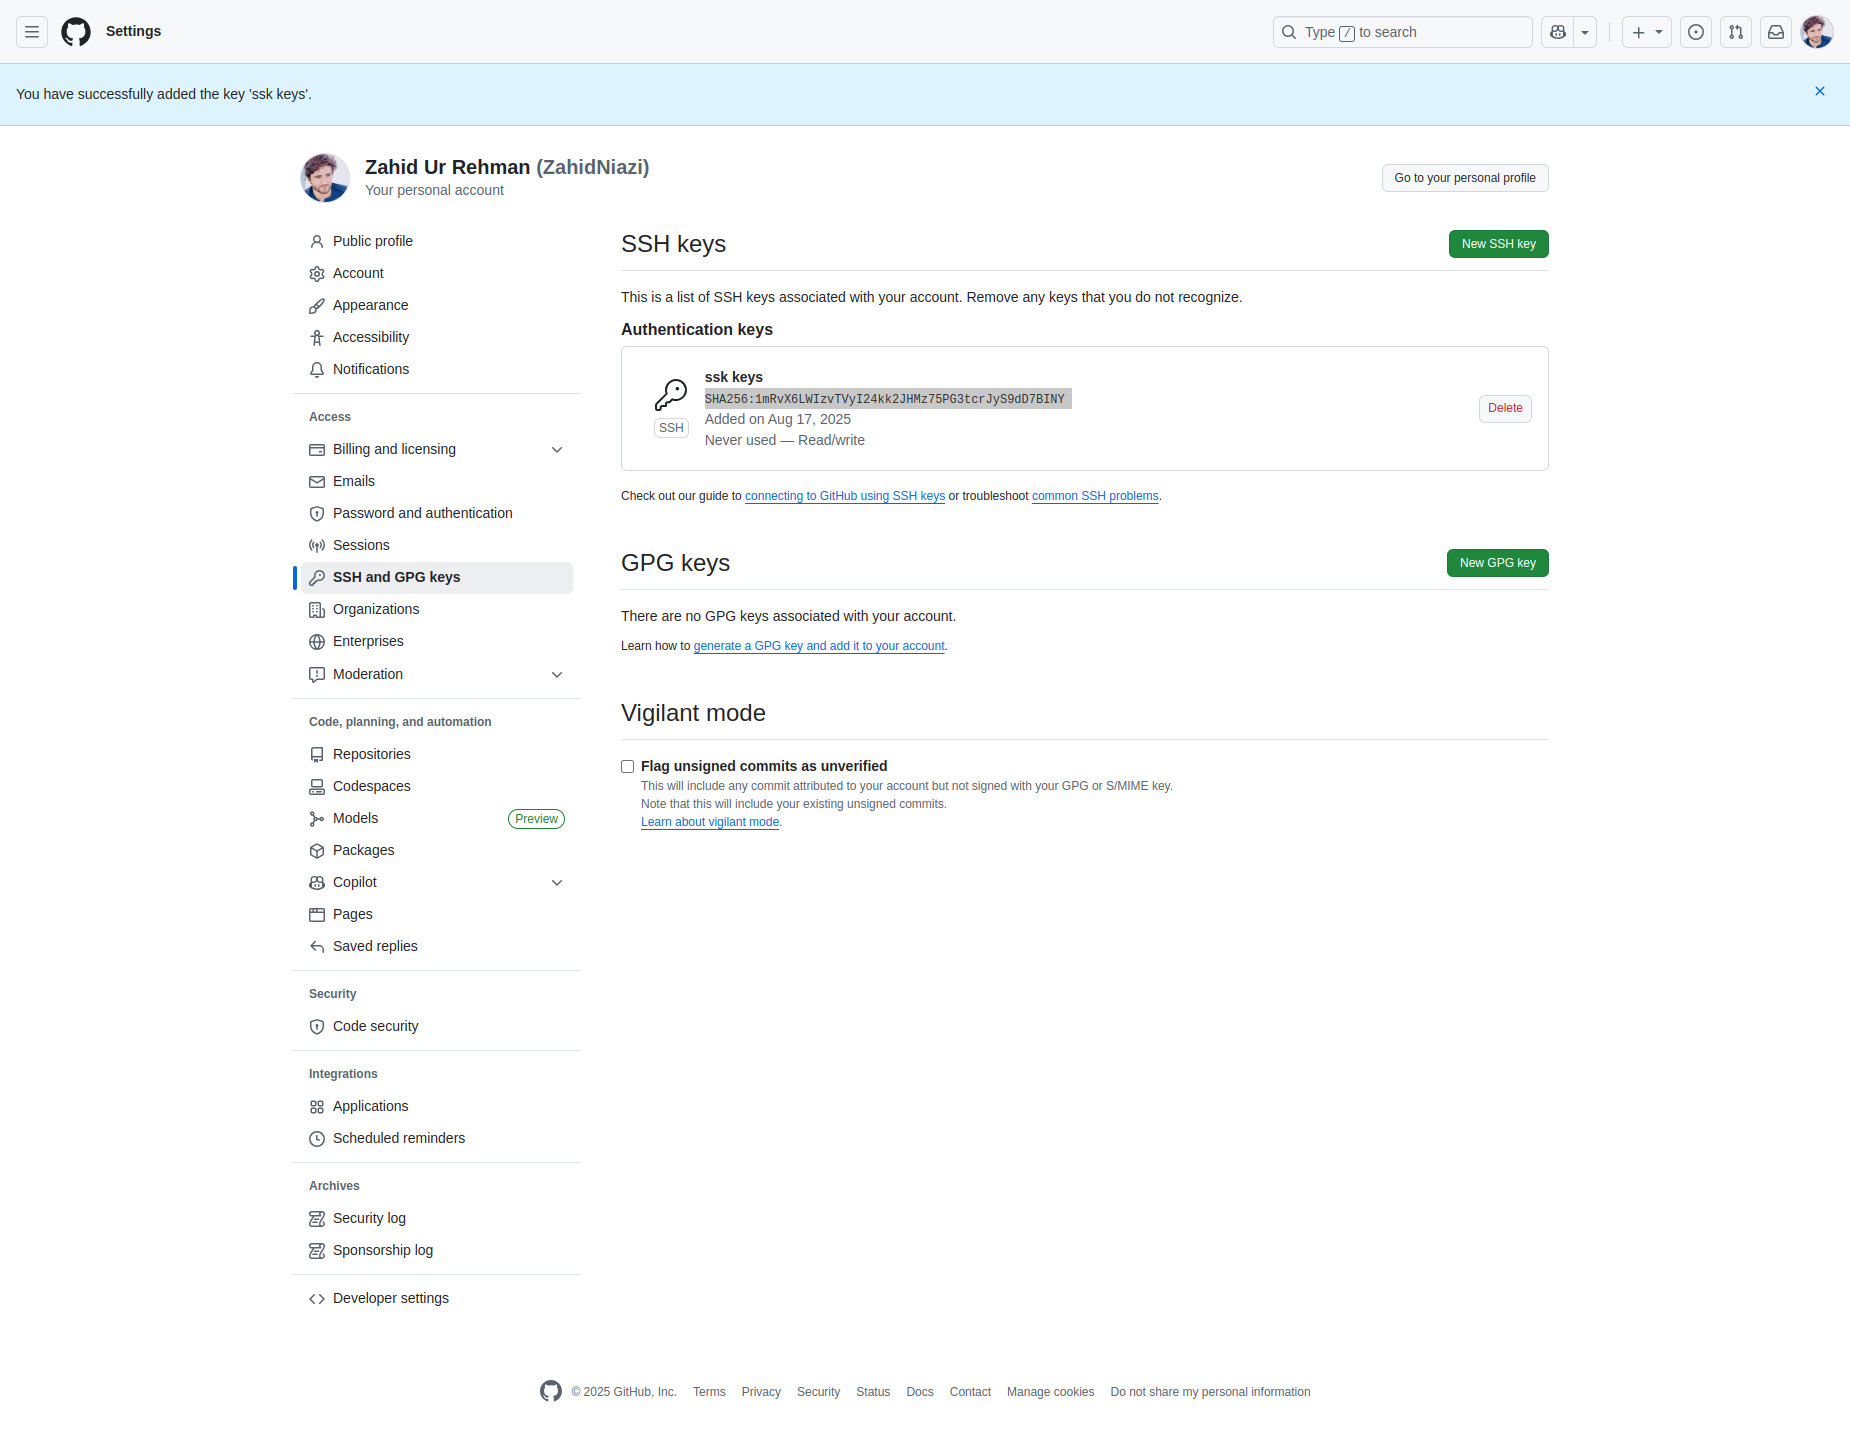 Settings
Type / to search
You have successfully added the key 'ssk keys'.
Zahid Ur Rehman (ZahidNiazi)
Your personal account
Go to your personal profile
Public profile
Account
Appearance
Accessibility
Notifications
Access
Billing and licensing
Emails
Password and authentication
Sessions
SSH and GPG keys
Organizations
Enterprises
Moderation
Code, planning, and automation
Repositories
Codespaces
Models Preview
Packages
Copilot
Pages
Saved replies
Security
Code security
Integrations
Applications
Scheduled reminders
Archives
Security log
Sponsorship log
Developer settings
SSH keys
New SSH key
This is a list of SSH keys associated with your account. Remove any keys that you do not recognize.
Authentication keys
ssk keys
SHA256:1mRvX6LWIzvTVyI24kk2JHMz75PG3tcrJyS9dD7BINY
SSH
Added on Aug 17, 2025
Never used — Read/write
Delete
Check out our guide to connecting to GitHub using SSH keys or troubleshoot common SSH problems.
GPG keys
New GPG key
There are no GPG keys associated with your account.
Learn how to generate a GPG key and add it to your account.
Vigilant mode
Flag unsigned commits as unverified
This will include any commit attributed to your account but not signed with your GPG or S/MIME key.
Note that this will include your existing unsigned commits.
Learn about vigilant mode.
© 2025 GitHub, Inc. Terms Privacy Security Status Docs Contact Manage cookies Do not share my personal information